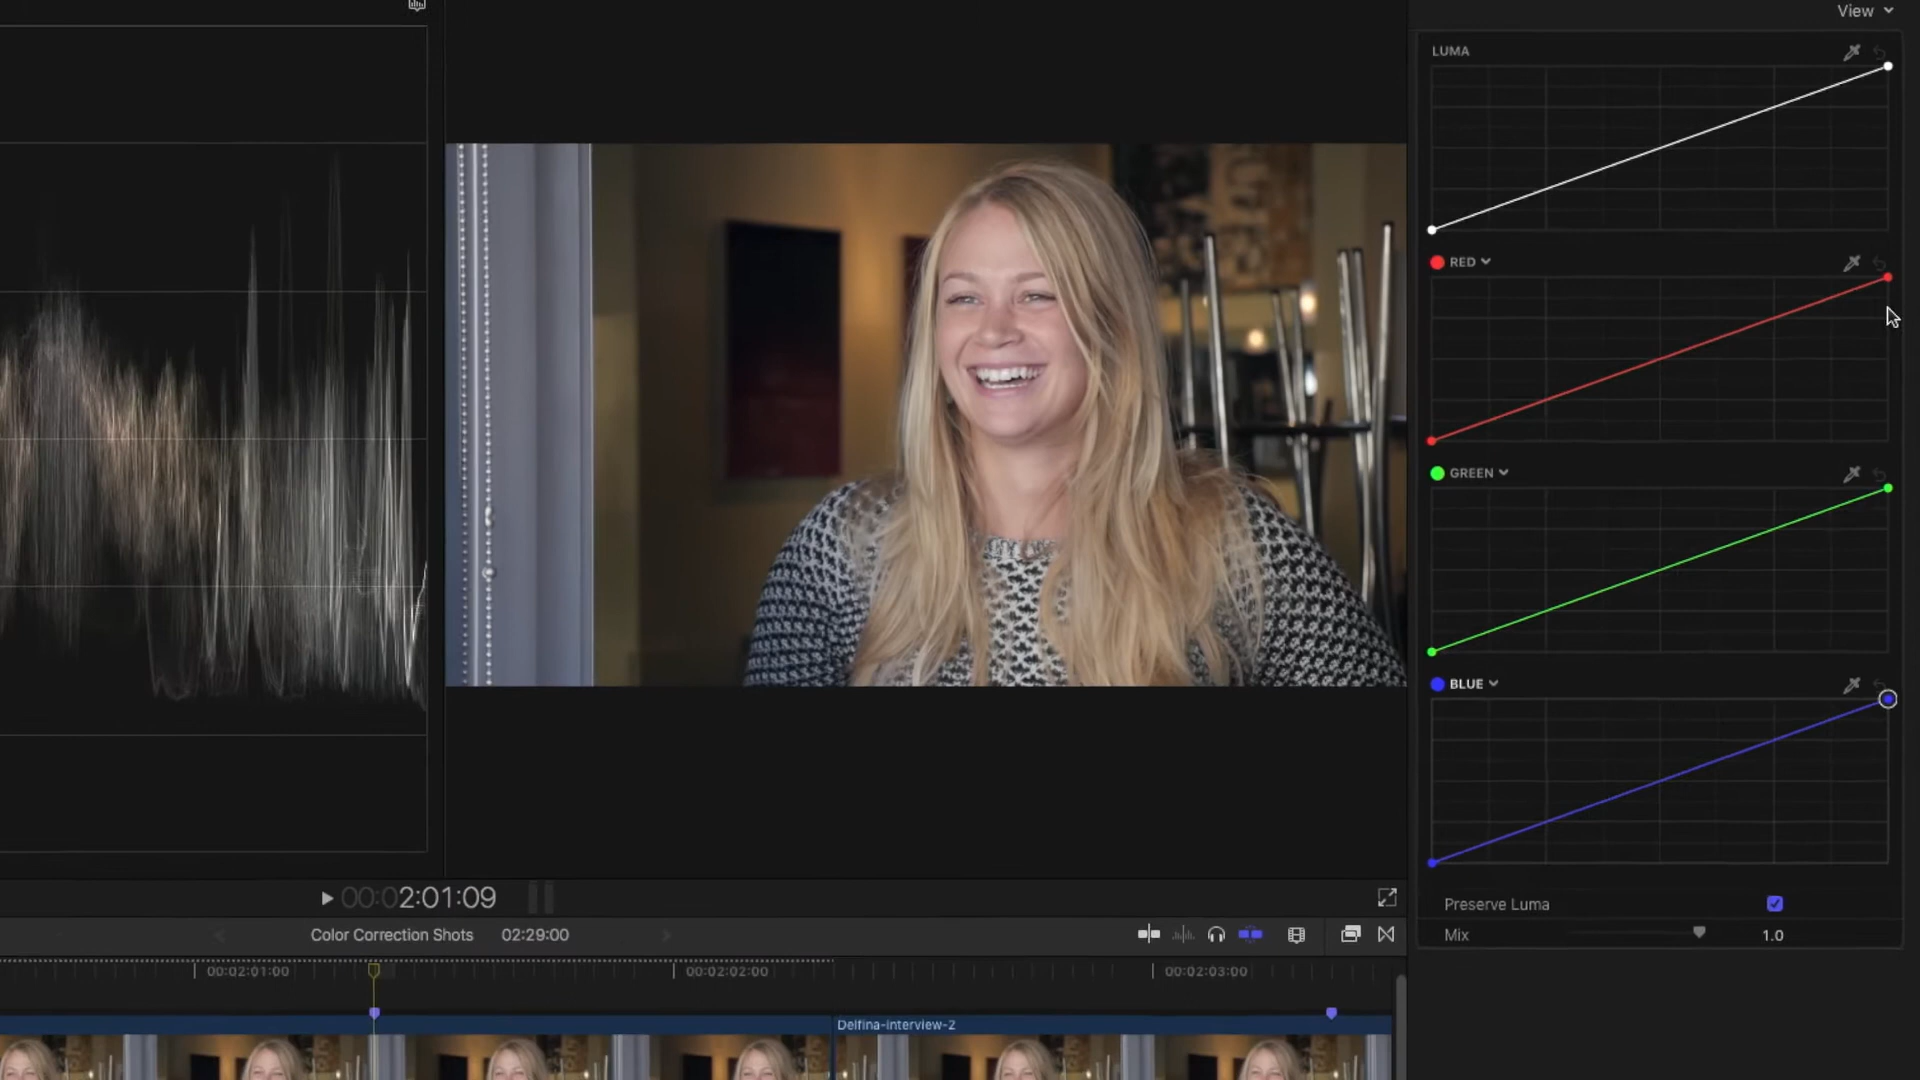 View
LUMA
RED
GREEN
BLUE
Preserve Luma
Mix 1.0
00:02:01:09
Color Correction Shots 02:29:00
00:02:01:00 00:02:02:00 00:02:03:00
Delfina-interview-2